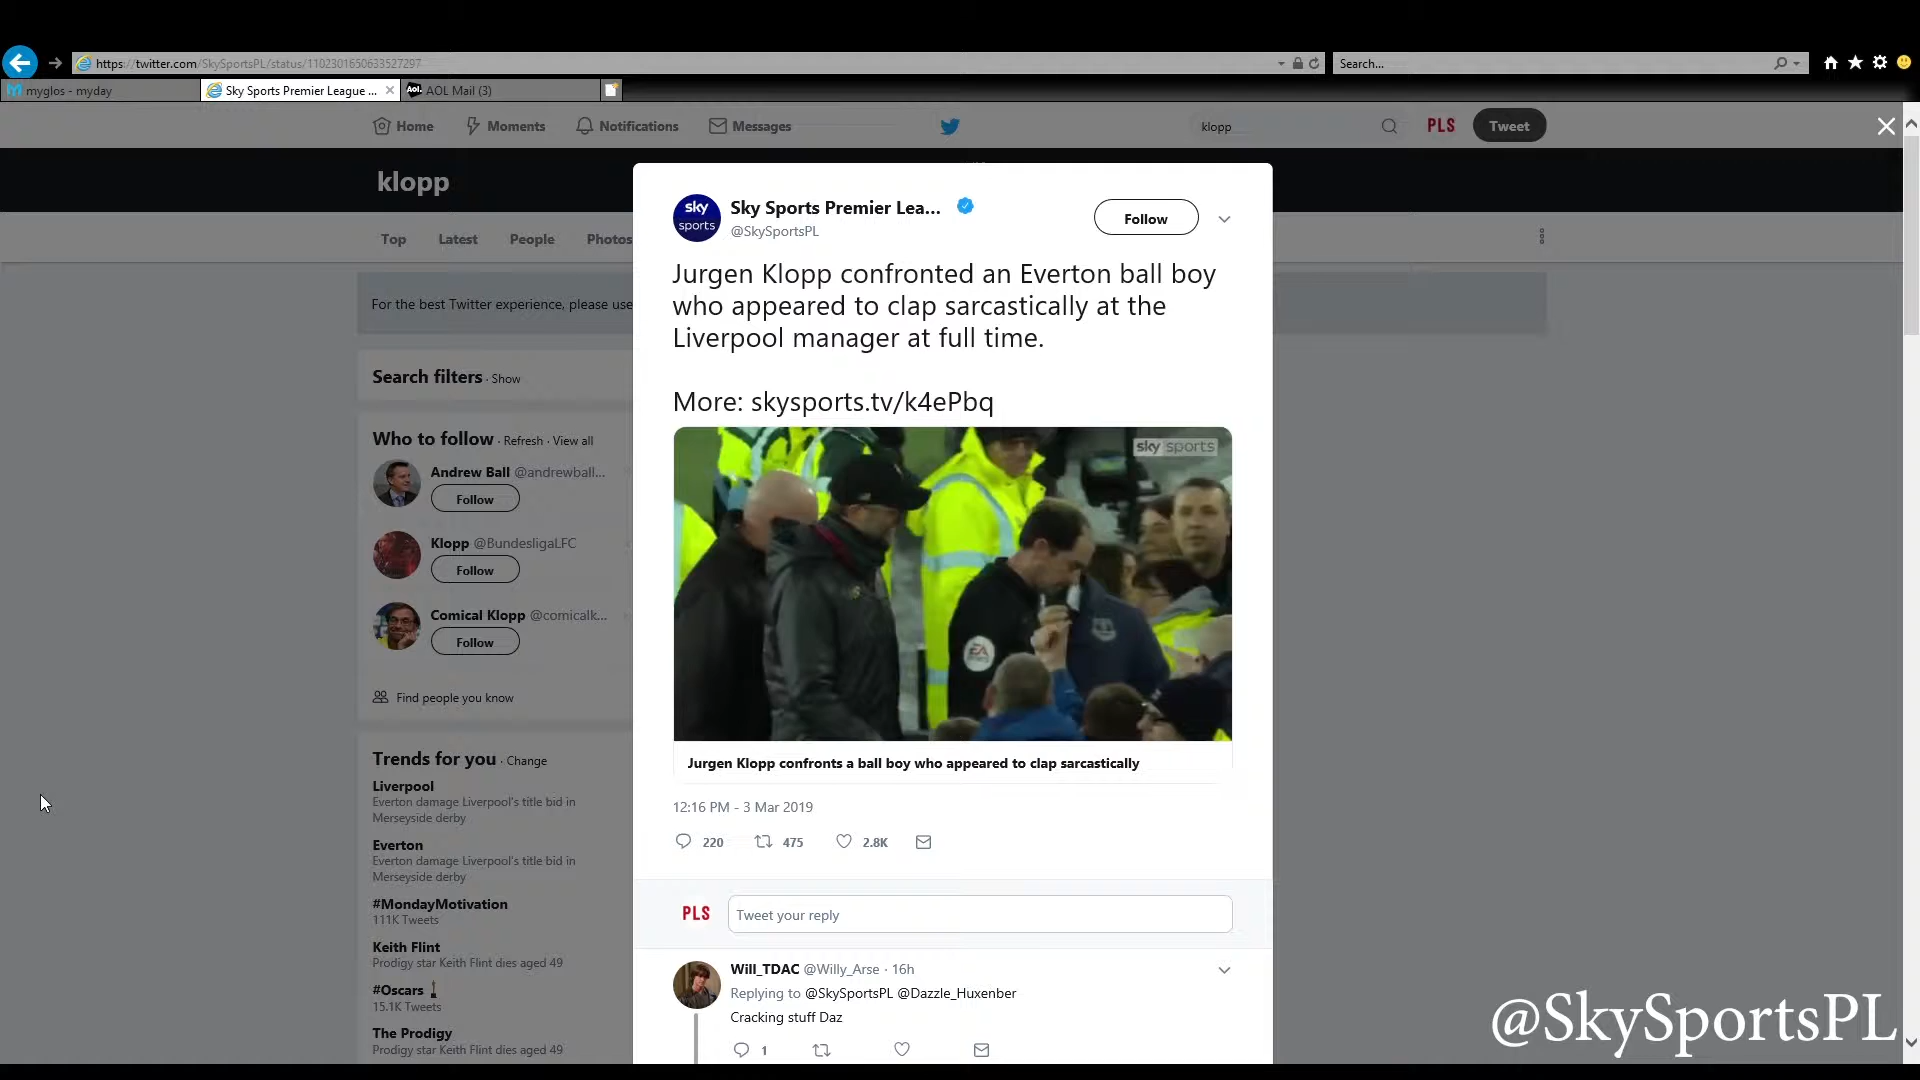 https://twitter.com/SkySportsPL/status/1102301650633527297
Search...
myglos - myday
Sky Sports Premier League ...
Aol. AOL Mail (3)
Home
Moments
Notifications
Messages
klopp
PLS
Tweet
klopp
Top
Latest
People
Photos
For the best Twitter experience, please use
Search filters · Show
Who to follow · Refresh · View all
Andrew Ball @andrewball...
Follow
Klopp @BundesligaLFC
Follow
Comical Klopp @comicalk...
Follow
Find people you know
Trends for you · Change
Liverpool
Everton damage Liverpool's title bid in
Merseyside derby
Everton
Everton damage Liverpool's title bid in
Merseyside derby
#MondayMotivation
111K Tweets
Keith Flint
Prodigy star Keith Flint dies aged 49
#Oscars
15.1K Tweets
The Prodigy
Prodigy star Keith Flint dies aged 49
sky
sports
Sky Sports Premier Lea...
@SkySportsPL
Follow
Jurgen Klopp confronted an Everton ball boy
who appeared to clap sarcastically at the
Liverpool manager at full time.
More: skysports.tv/k4ePbq
sky sports
EA
Jurgen Klopp confronts a ball boy who appeared to clap sarcastically
12:16 PM - 3 Mar 2019
220
475
2.8K
PLS
Tweet your reply
Will_TDAC @Willy_Arse · 16h
Replying to @SkySportsPL @Dazzle_Huxenber
Cracking stuff Daz
1
@SkySportsPL